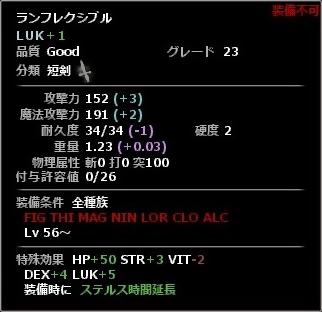 ランフレクシブル
装備不可
LUK+1
品質 Good グレード 23
分類 短剣
攻撃力 152 (+3)
魔法攻撃力 191 (+2)
耐久度 34/34 (-1) 硬度 2
重量 1.23 (+0.03)
物理属性 斬0 打0 突100
付与許容値 0/26
装備条件 全種族
FIG THI MAG NIN LOR CLO ALC
Lv 56～
特殊効果 HP+50 STR+3 VIT-2
DEX+4 LUK+5
装備時に ステルス時間延長